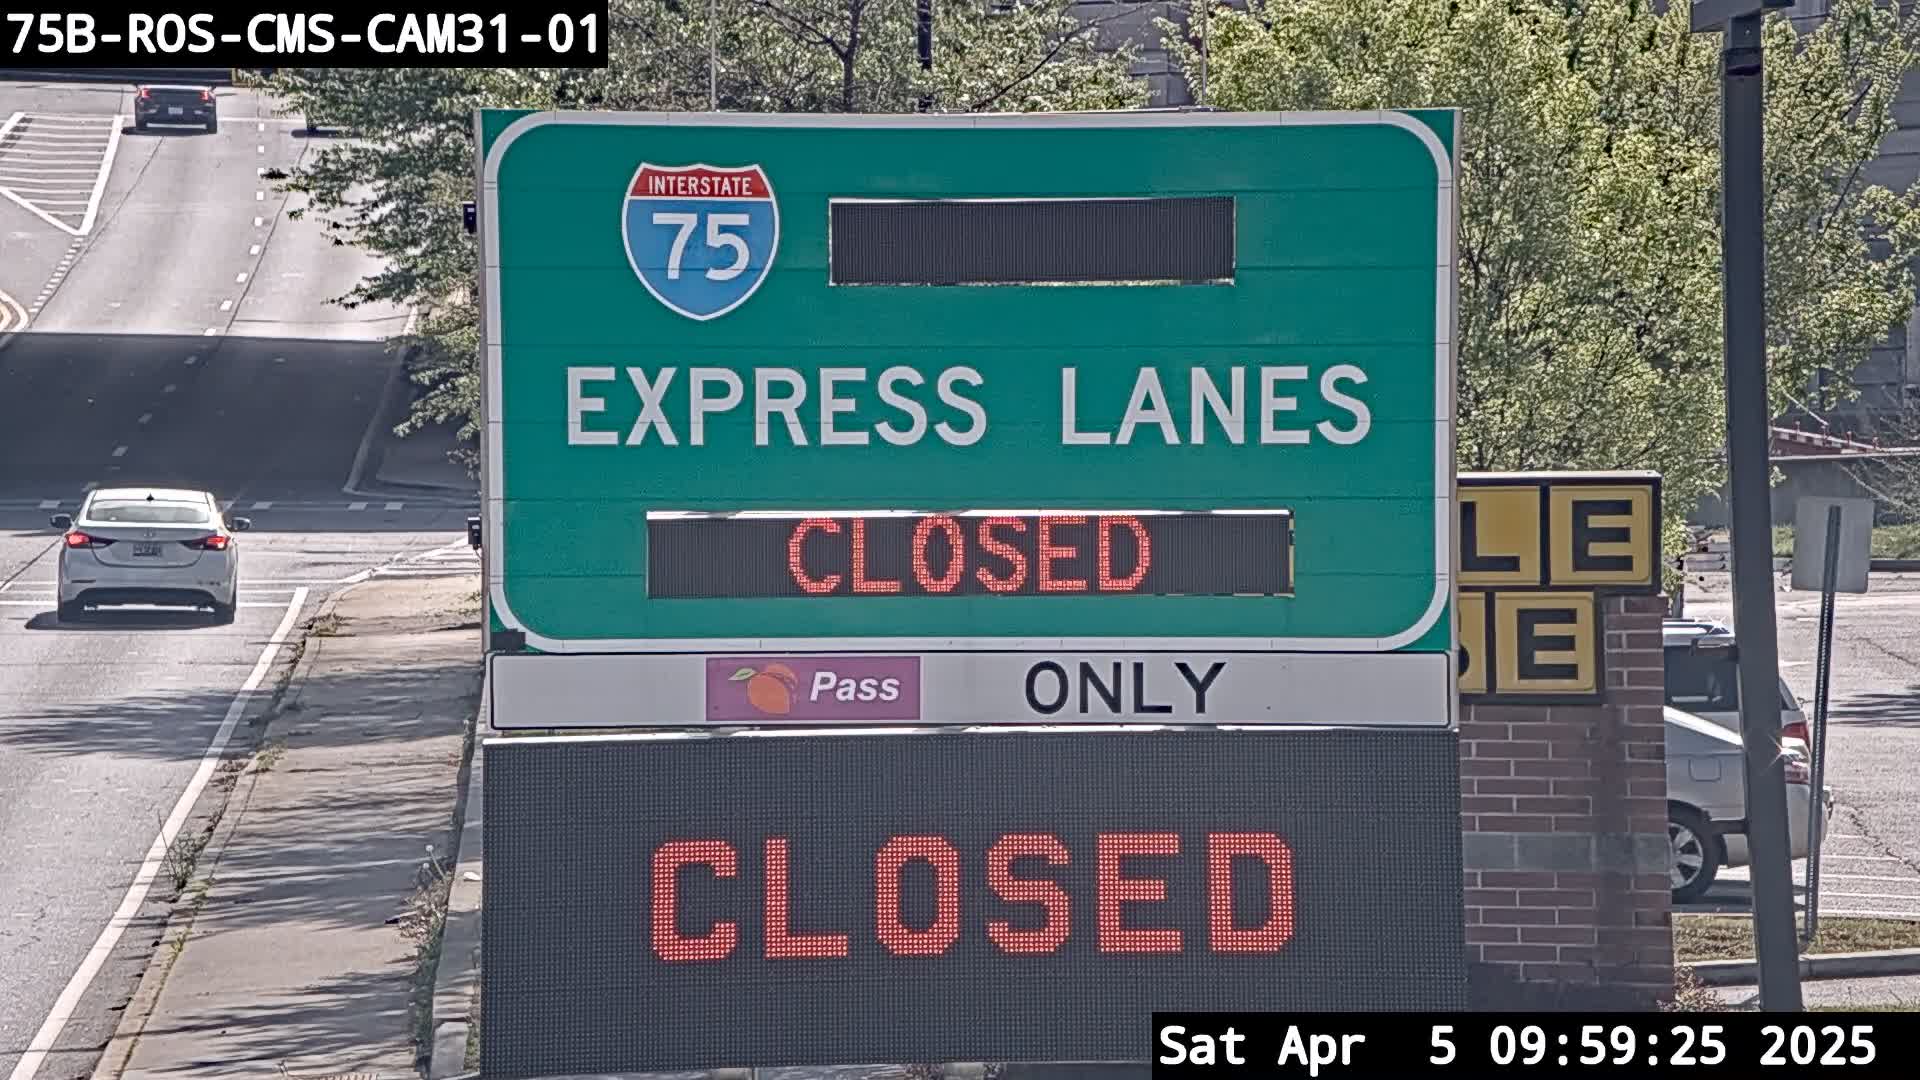 75B-ROS-CMS-CAM31-01
INTERSTATE
75
EXPRESS LANES
CLOSED
LE
Pass ONLY
E
CLOSED
Sat Apr 5 09:59:25 2025